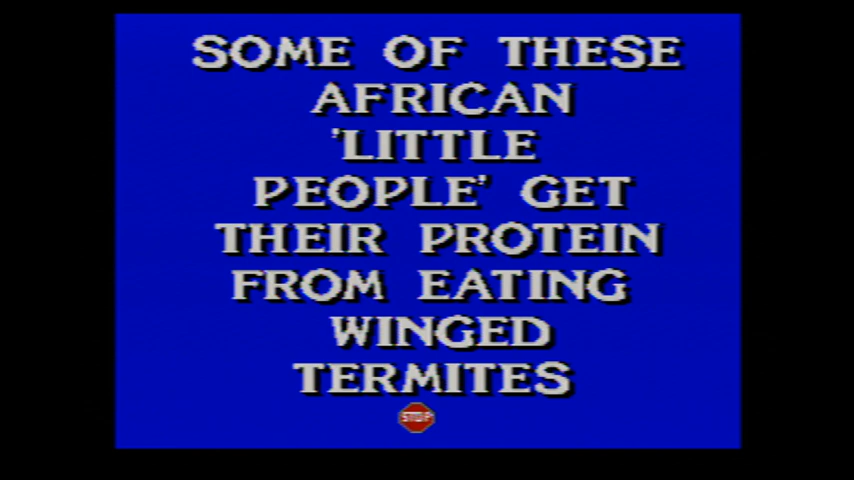 SOME OF THESE
AFRICAN
'LITTLE
PEOPLE' GET
THEIR PROTEIN
FROM EATING
WINGED
TERMITES
STOP